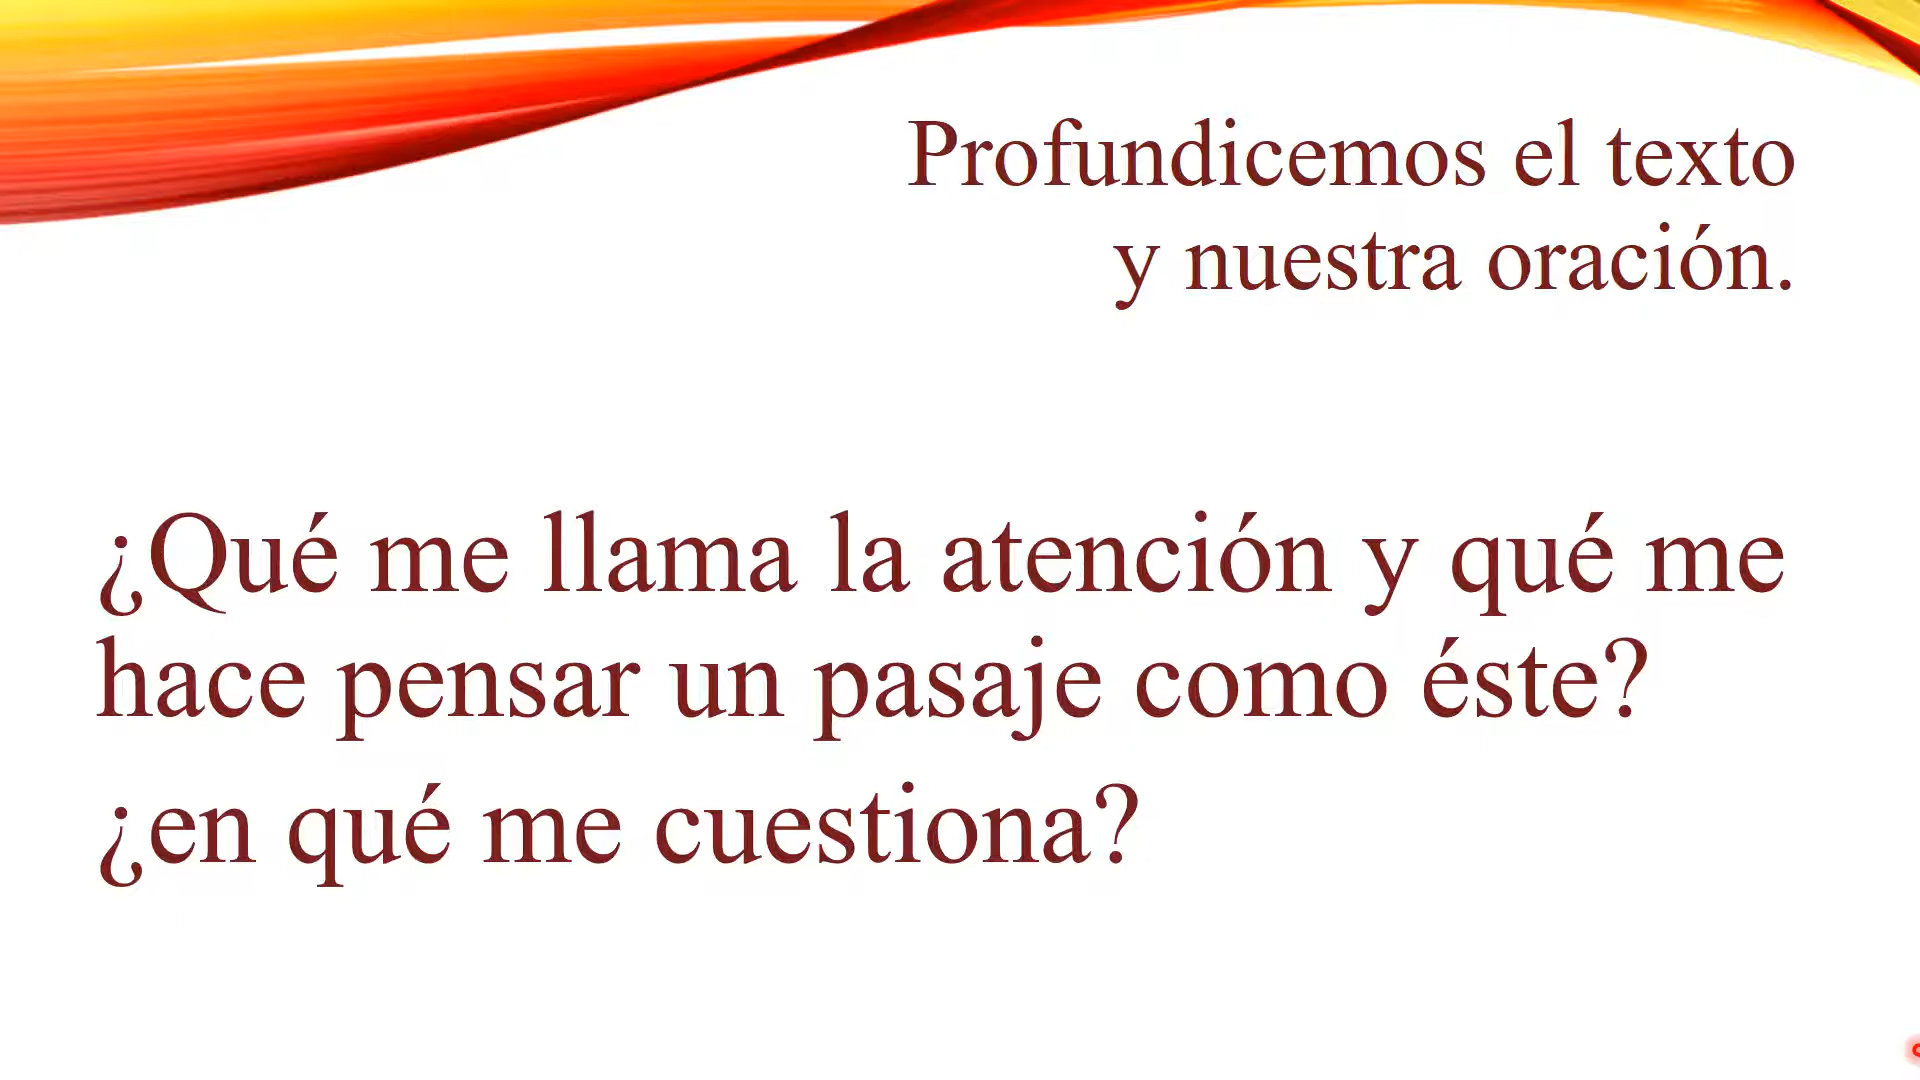 Profundicemos el texto
y nuestra oración.
¿Qué me llama la atención y qué me
hace pensar un pasaje como éste?
¿en qué me cuestiona?